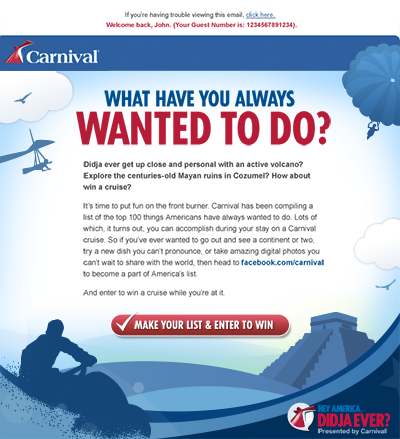 If you're having trouble viewing this email, click here.
Welcome back, John. (Your Guest Number is: 1234567891234).
Carnival®
WHAT HAVE YOU ALWAYS
WANTED TO DO?
Didja ever get up close and personal with an active volcano?
Explore the centuries-old Mayan ruins in Cozumel? How about
win a cruise?
It's time to put fun on the front burner. Carnival has been compiling a
list of the top 100 things Americans have always wanted to do. Lots of
which, it turns out, you can accomplish during your stay on a Carnival
cruise. So if you've ever wanted to go out and see a continent or two,
try a new dish you can't pronounce, or take amazing digital photos you
can't wait to share with the world, then head to facebook.com/carnival
to become a part of America's list.
And enter to win a cruise while you're at it.
MAKE YOUR LIST & ENTER TO WIN
HEY AMERICA,
DIDJA EVER?
Presented by Carnival